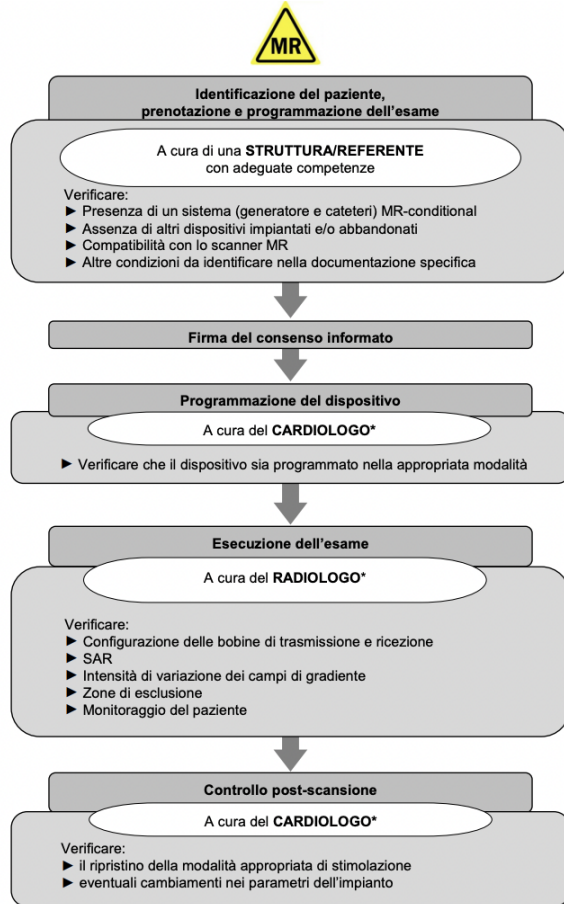 MR
Identificazione del paziente,
prenotazione e programmazione dell'esame
A cura di una STRUTTURA/REFERENTE
con adeguate competenze
Verificare:
► Presenza di un sistema (generatore e cateteri) MR-conditional
► Assenza di altri dispositivi impiantati e/o abbandonati
► Compatibilità con lo scanner MR
► Altre condizioni da identificare nella documentazione specifica
Firma del consenso informato
Programmazione del dispositivo
A cura del CARDIOLOGO*
► Verificare che il dispositivo sia programmato nella appropriata modalità
Esecuzione dell'esame
A cura del RADIOLOGO*
Verificare:
► Configurazione delle bobine di trasmissione e ricezione
► SAR
► Intensità di variazione dei campi di gradiente
► Zone di esclusione
► Monitoraggio del paziente
Controllo post-scansione
A cura del CARDIOLOGO*
Verificare:
► il ripristino della modalità appropriata di stimolazione
► eventuali cambiamenti nei parametri dell'impianto